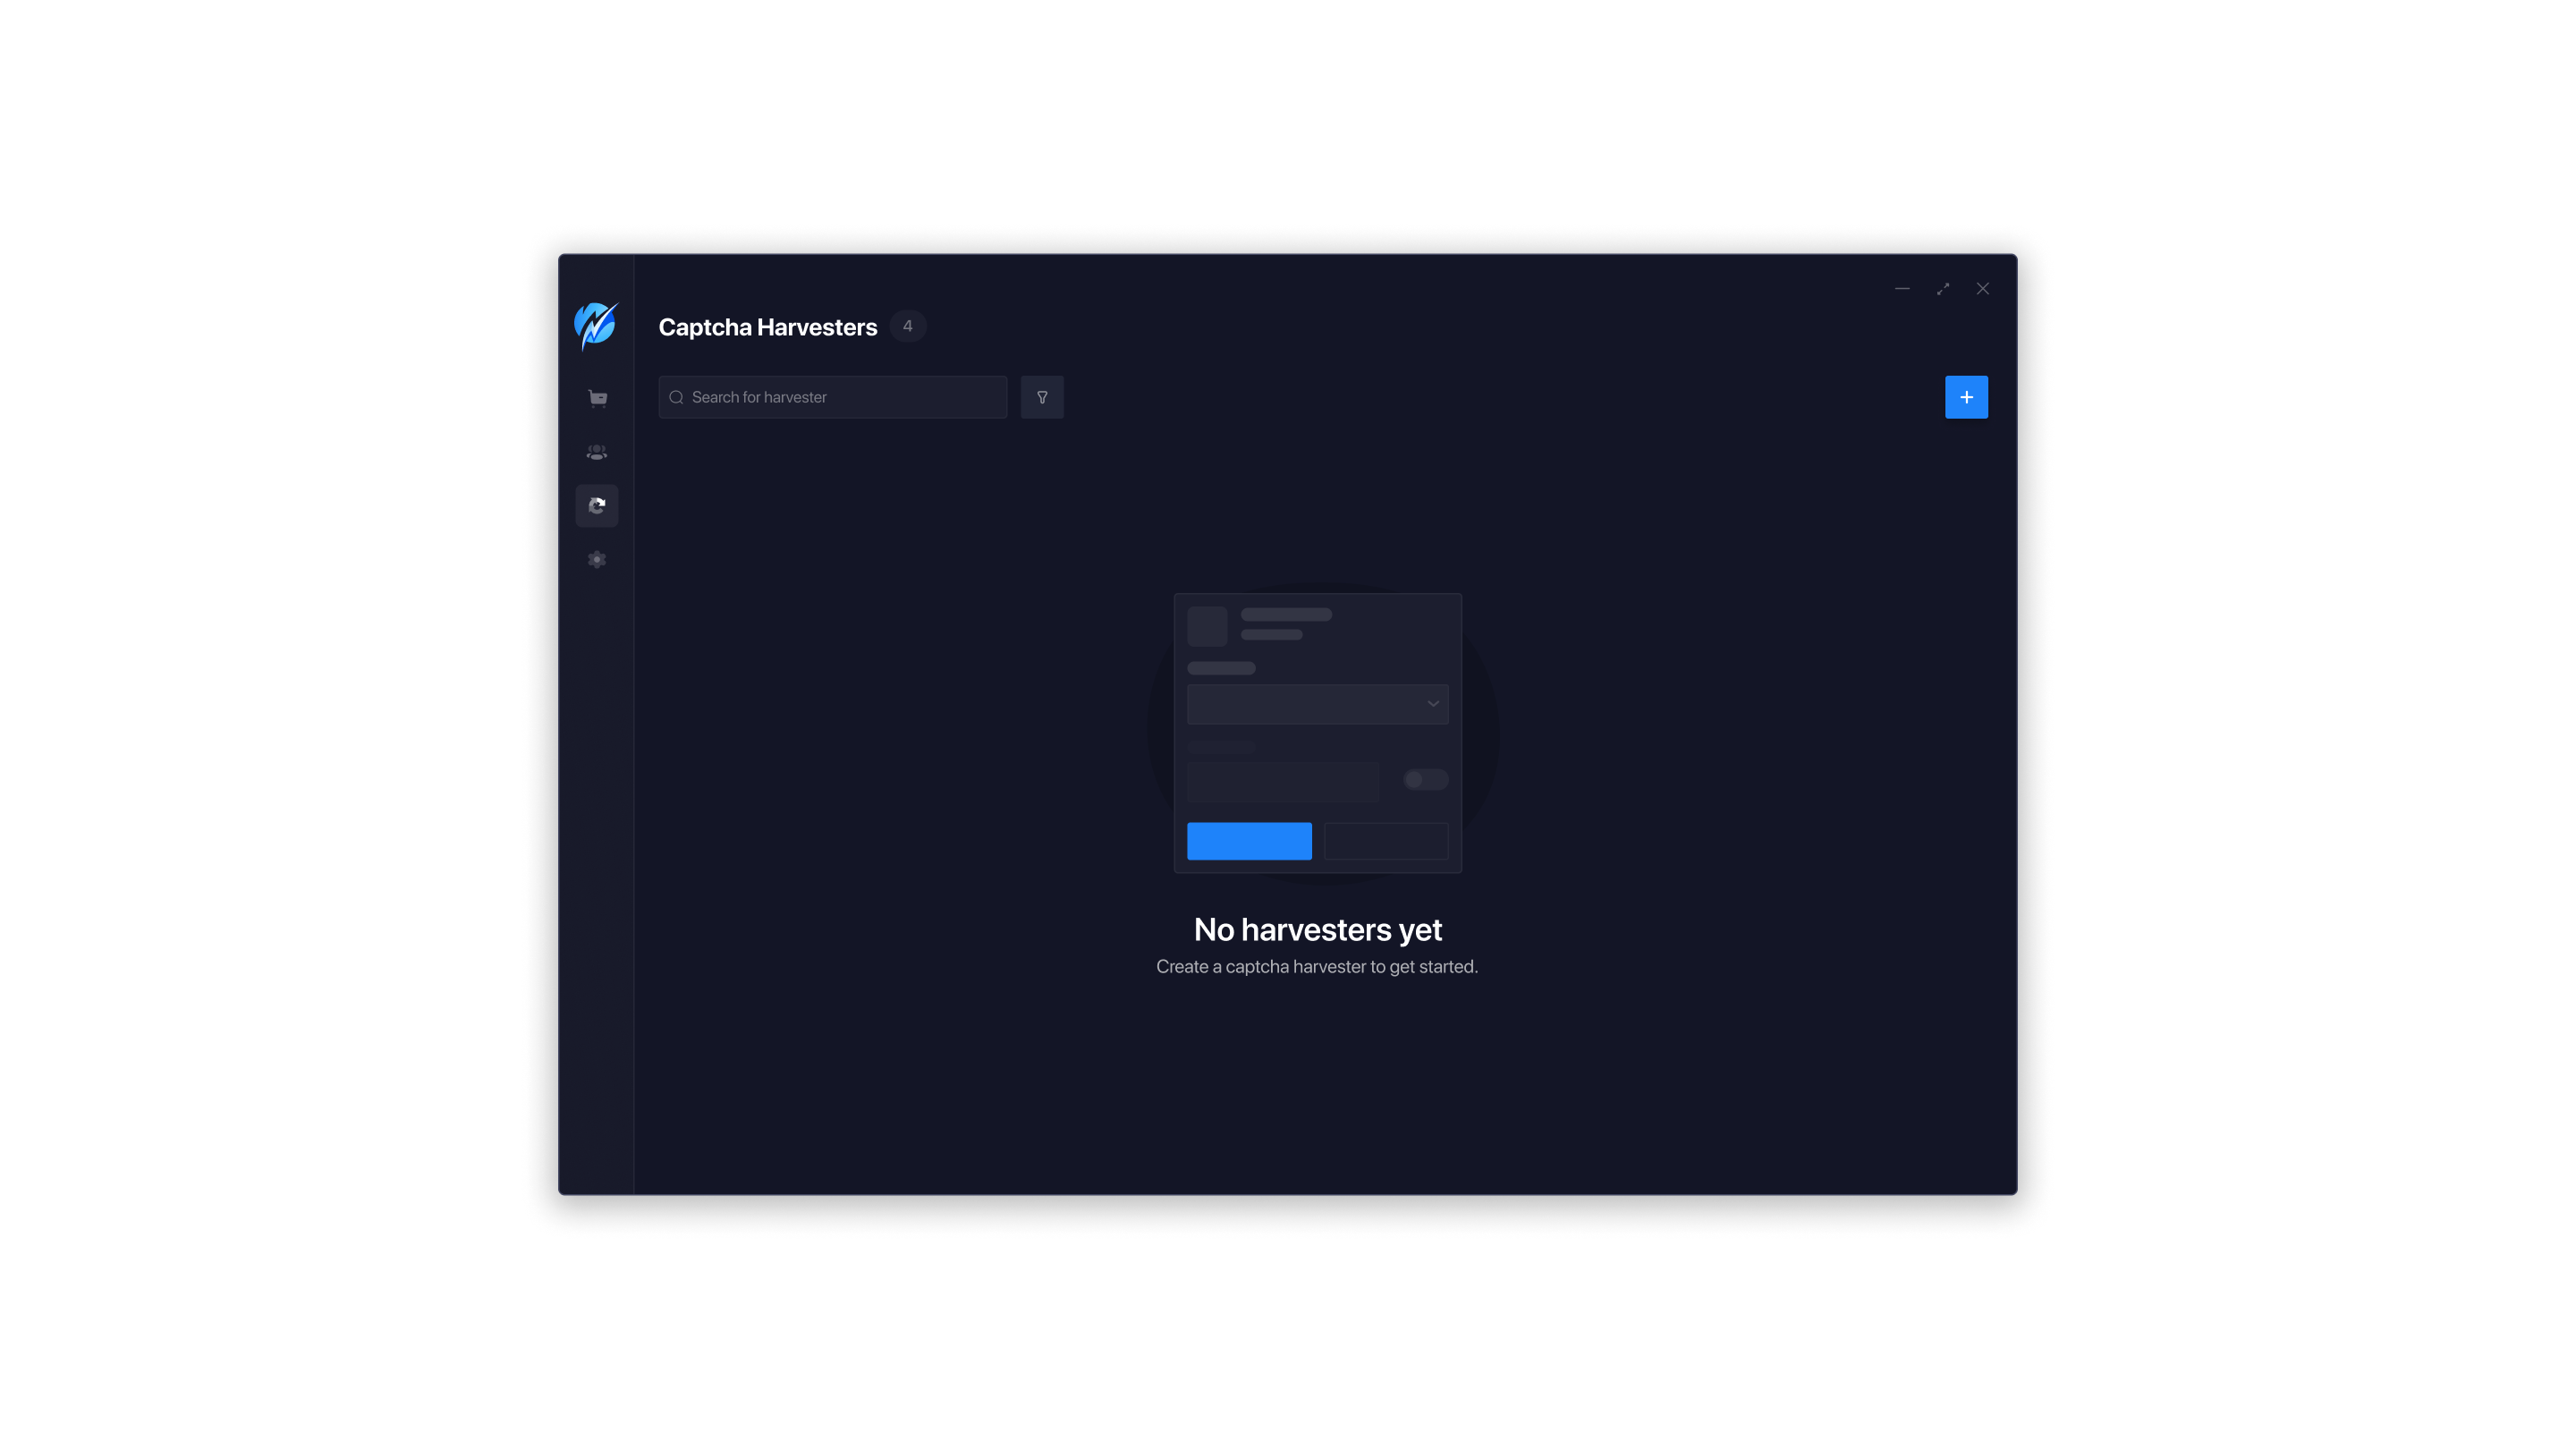 Captcha Harvesters 4
Search for harvester
No harvesters yet
Create a captcha harvester to get started.